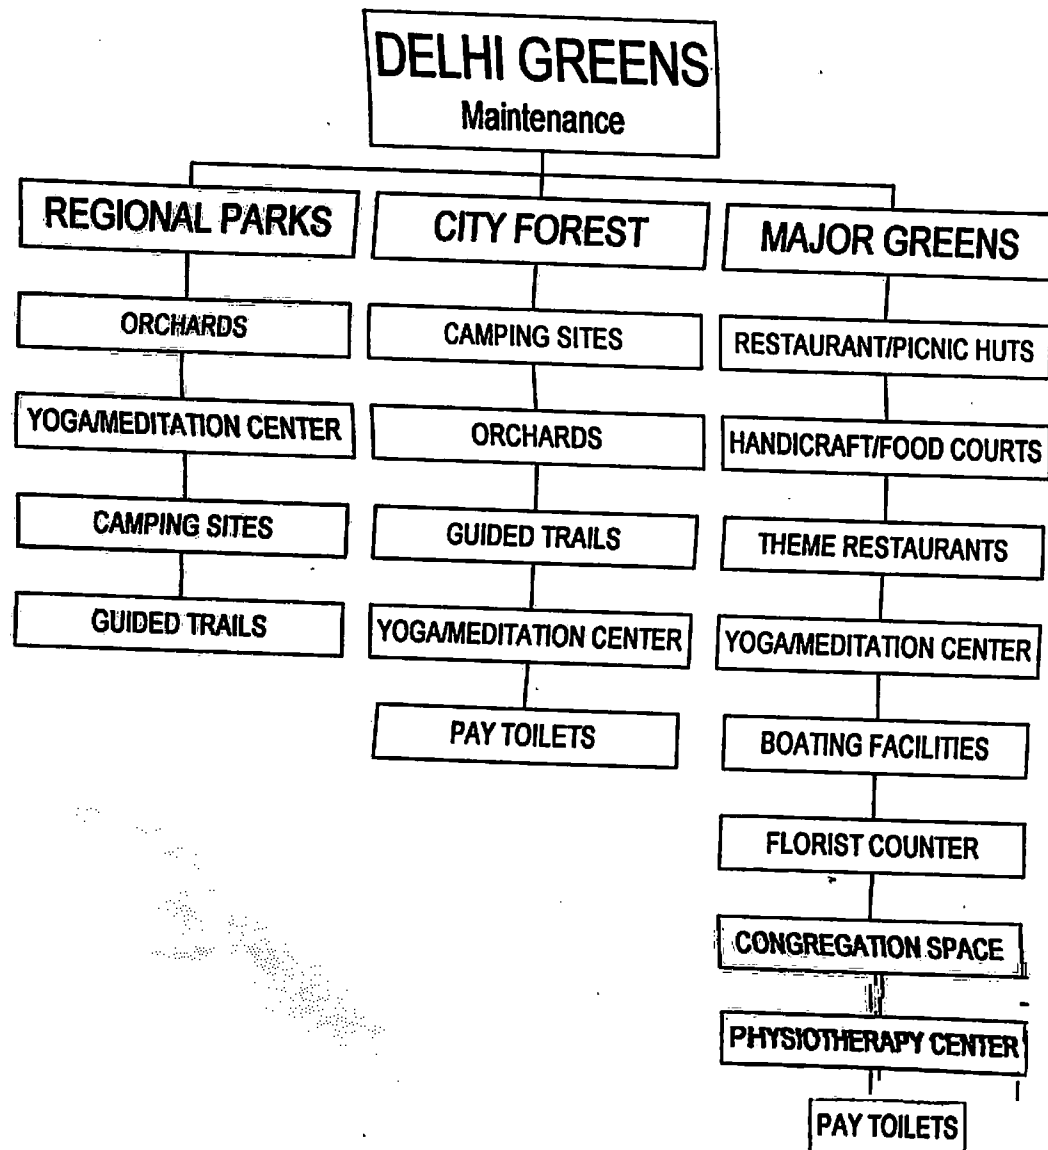 DELHI GREENS
Maintenance
REGIONAL PARKS
ORCHARDS
YOGA/MEDITATION CENTER
CAMPING SITES
GUIDED TRAILS
CITY FOREST
CAMPING SITES
ORCHARDS
GUIDED TRAILS
YOGA/MEDITATION CENTER
PAY TOILETS
MAJOR GREENS
RESTAURANT/PICNIC HUTS
HANDICRAFT/FOOD COURTS
THEME RESTAURANTS
YOGA/MEDITATION CENTER
BOATING FACILITIES
FLORIST COUNTER
CONGREGATION SPACE
PHYSIOTHERAPY CENTER
PAY TOILETS